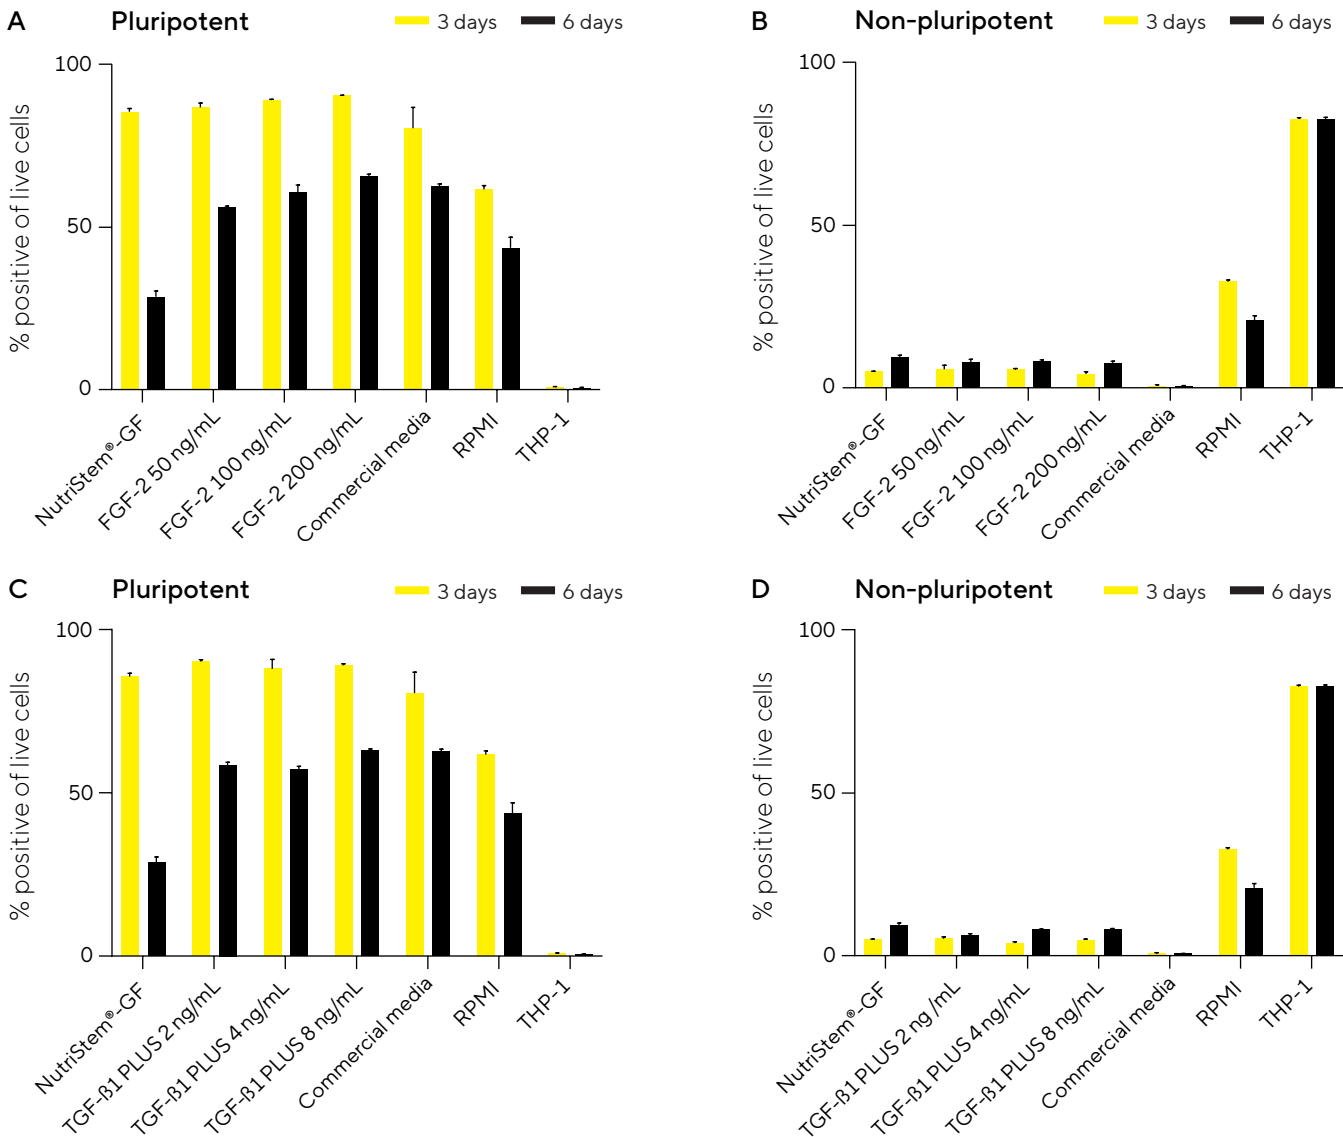 A
Pluripotent
3 days
6 days
% positive of live cells
100
50
0
NutriStem®-GF
FGF-2 50 ng/mL
FGF-2 100 ng/mL
FGF-2 200 ng/mL
Commercial media
RPMI
THP-1
B
Non-pluripotent
3 days
6 days
% positive of live cells
100
50
0
NutriStem®-GF
FGF-2 50 ng/mL
FGF-2 100 ng/mL
FGF-2 200 ng/mL
Commercial media
RPMI
THP-1
C
Pluripotent
3 days
6 days
% positive of live cells
100
50
0
NutriStem®-GF
TGF-ß1 PLUS 2 ng/mL
TGF-ß1 PLUS 4 ng/mL
TGF-ß1 PLUS 8 ng/mL
Commercial media
RPMI
THP-1
D
Non-pluripotent
3 days
6 days
% positive of live cells
100
50
0
NutriStem®-GF
TGF-ß1 PLUS 2 ng/mL
TGF-ß1 PLUS 4 ng/mL
TGF-ß1 PLUS 8 ng/mL
Commercial media
RPMI
THP-1